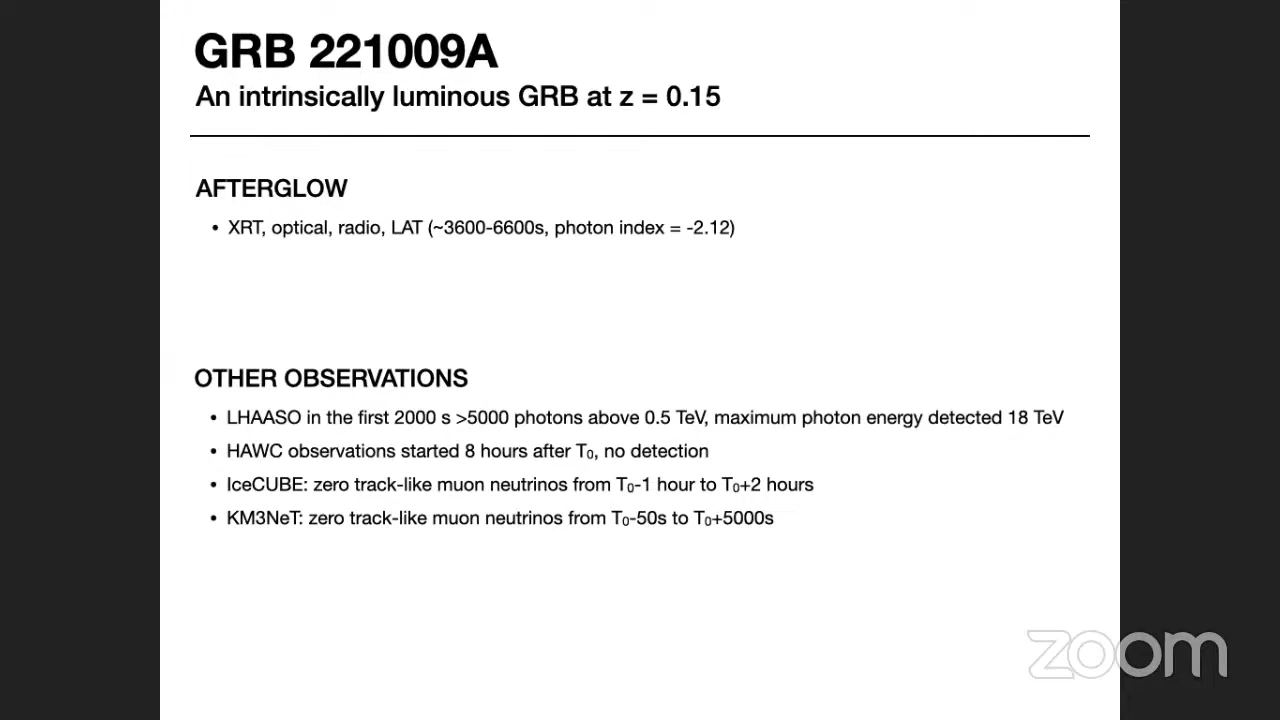 GRB 221009A
An intrinsically luminous GRB at z = 0.15
AFTERGLOW
• XRT, optical, radio, LAT (~3600-6600s, photon index = -2.12)
OTHER OBSERVATIONS
• LHAASO in the first 2000 s >5000 photons above 0.5 TeV, maximum photon energy detected 18 TeV
• HAWC observations started 8 hours after T₀, no detection
• IceCUBE: zero track-like muon neutrinos from T₀-1 hour to T₀+2 hours
• KM3NeT: zero track-like muon neutrinos from T₀-50s to T₀+5000s
zoom